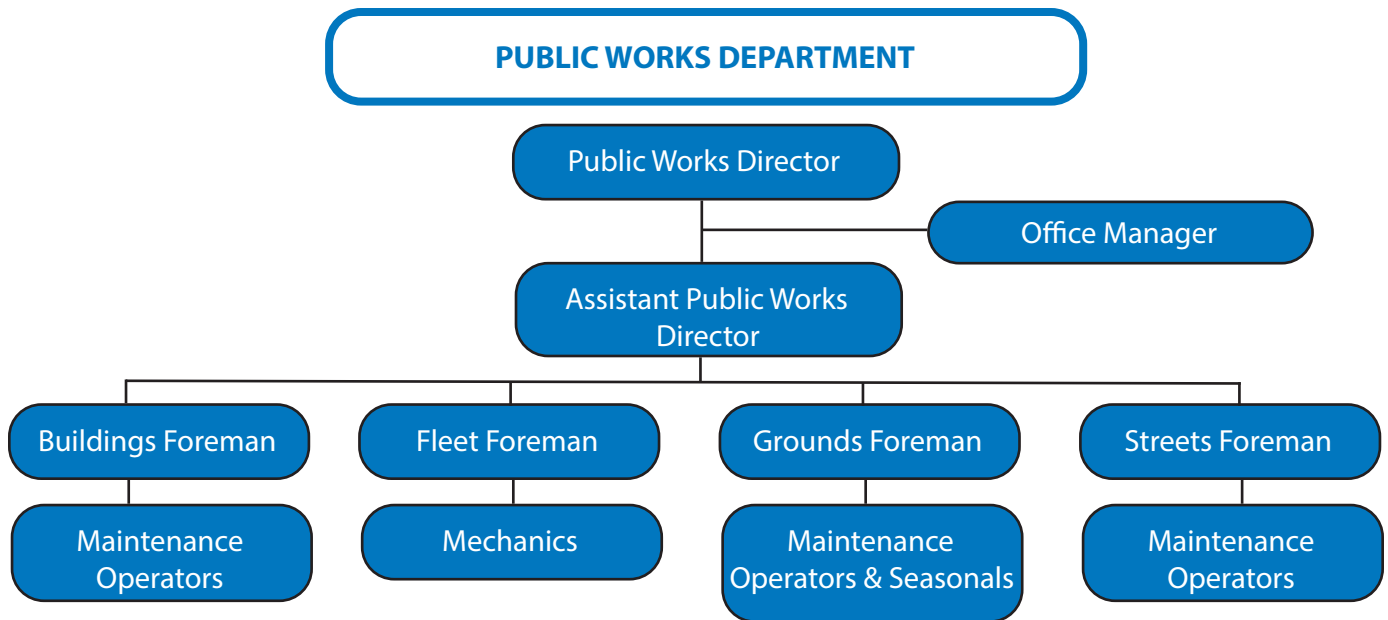 PUBLIC WORKS DEPARTMENT
Public Works Director
Office Manager
Assistant Public Works
Director
Buildings Foreman
Fleet Foreman
Grounds Foreman
Streets Foreman
Maintenance
Operators
Mechanics
Maintenance
Operators & Seasonals
Maintenance
Operators